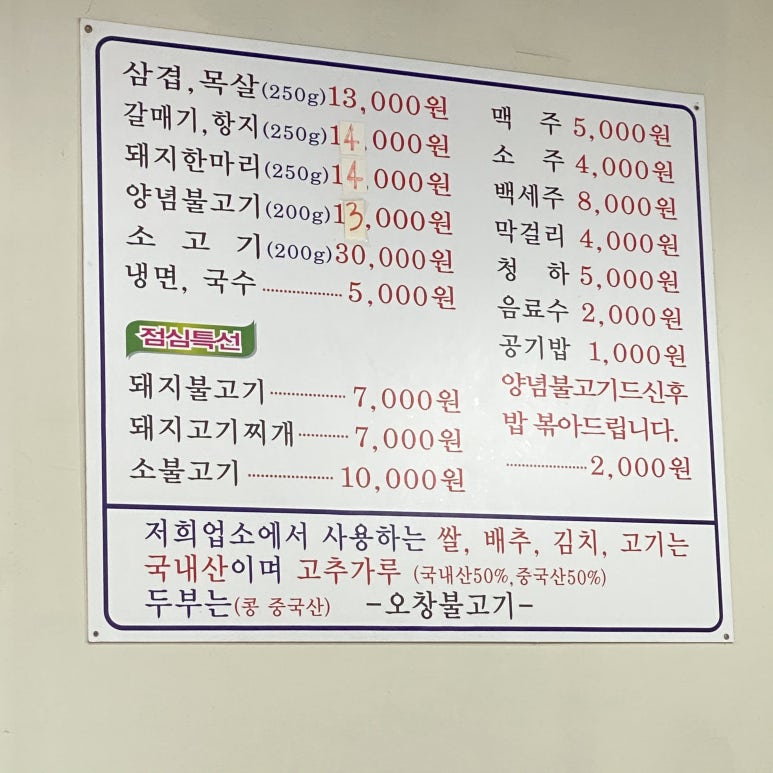 삼겹,목살(250g)13,000원
갈매기,항지(250g)14,000원
돼지한마리(250g)14,000원
양념불고기(200g)13,000원
소 고 기(200g)30,000원
냉면, 국수..................5,000원
점심특선
돼지불고기..................7,000원
돼지고기찌개............7,000원
소불고기....................10,000원
맥 주 5,000원
소 주 4,000원
백세주 8,000원
막걸리 4,000원
청 하 5,000원
음료수 2,000원
공기밥 1,000원
양념불고기드신후
밥 볶아드립니다.
....................2,000원
저희업소에서 사용하는 쌀, 배추, 김치, 고기는
국내산이며 고추가루 (국내산50%,중국산50%)
두부는(콩 중국산) -오창불고기-